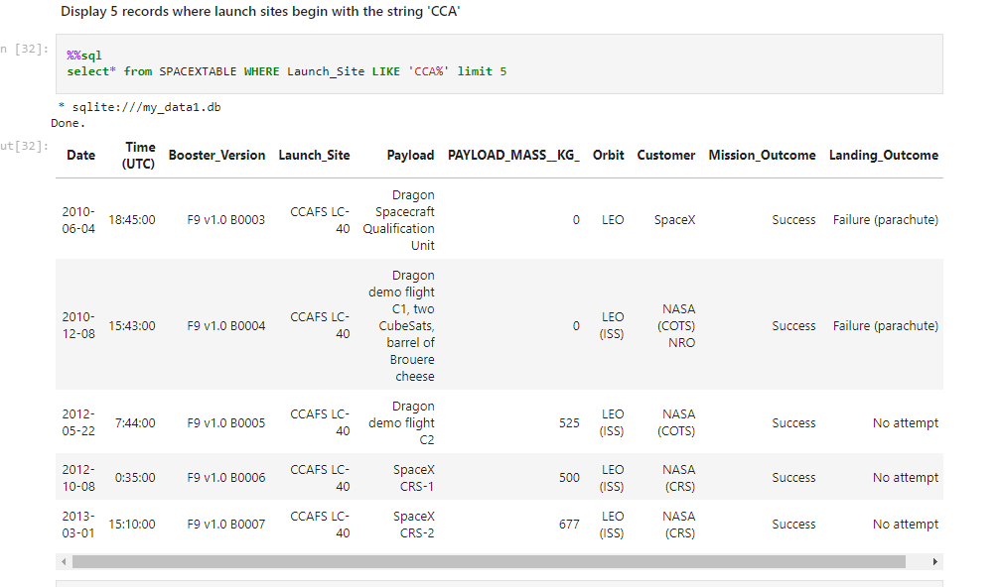 Display 5 records where launch sites begin with the string 'CCA'
n [32]:
%%sql
select* from SPACEXTABLE WHERE Launch_Site LIKE 'CCA%' limit 5
* sqlite:///my_data1.db
Done.
ut[32]:
Date Time (UTC) Booster_Version Launch_Site Payload PAYLOAD_MASS__KG_ Orbit Customer Mission_Outcome Landing_Outcome
2010-06-04 18:45:00 F9 v1.0 B0003 CCAFS LC-40 Dragon Spacecraft Qualification Unit 0 LEO SpaceX Success Failure (parachute)
2010-12-08 15:43:00 F9 v1.0 B0004 CCAFS LC-40 Dragon demo flight C1, two CubeSats, barrel of Brouere cheese 0 LEO (ISS) NASA (COTS) NRO Success Failure (parachute)
2012-05-22 7:44:00 F9 v1.0 B0005 CCAFS LC-40 Dragon demo flight C2 525 LEO (ISS) NASA (COTS) Success No attempt
2012-10-08 0:35:00 F9 v1.0 B0006 CCAFS LC-40 SpaceX CRS-1 500 LEO (ISS) NASA (CRS) Success No attempt
2013-03-01 15:10:00 F9 v1.0 B0007 CCAFS LC-40 SpaceX CRS-2 677 LEO (ISS) NASA (CRS) Success No attempt